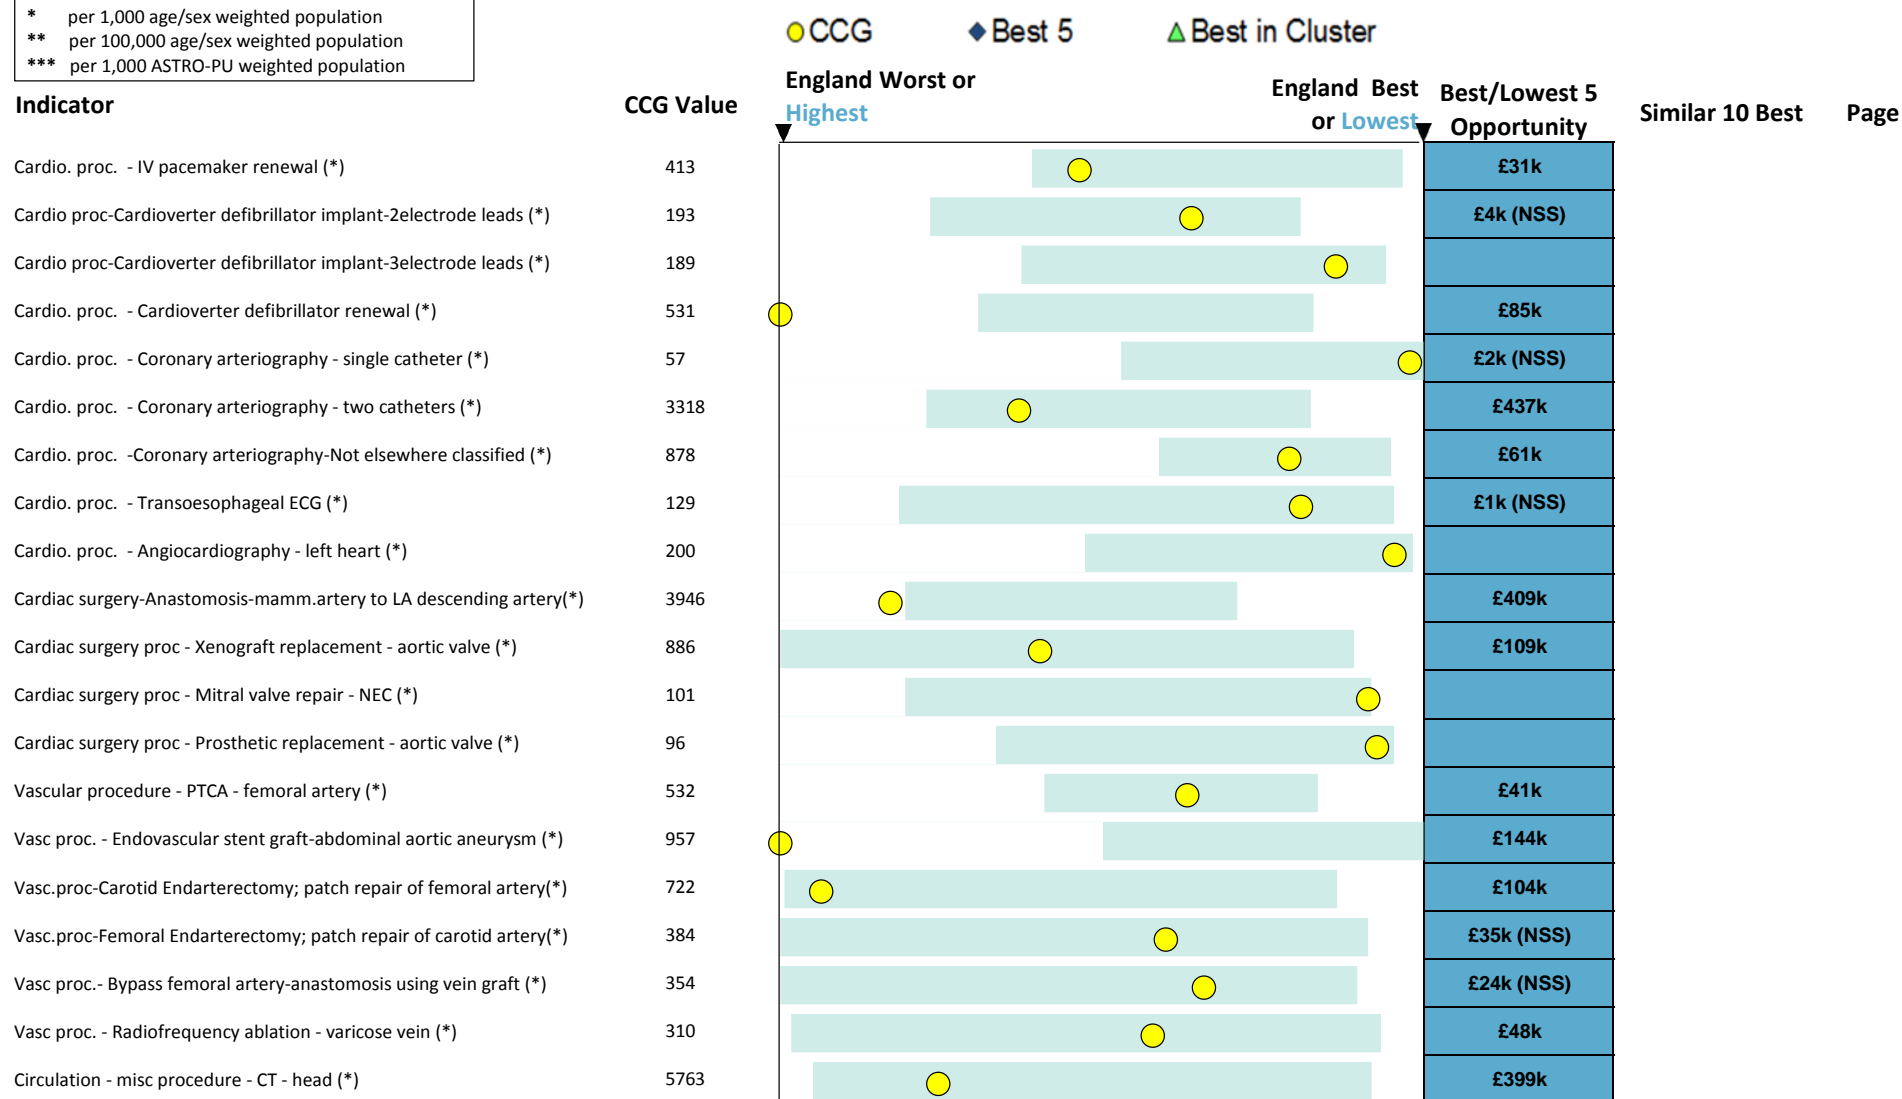 * per 1,000 age/sex weighted population
** per 100,000 age/sex weighted population
*** per 1,000 ASTRO-PU weighted population
CCG Best 5 Best in Cluster
Indicator CCG Value England Worst or Highest England Best or Lowest Best/Lowest 5 Opportunity Similar 10 Best Page
Cardio. proc. - IV pacemaker renewal (*) 413 £31k
Cardio proc-Cardioverter defibrillator implant-2electrode leads (*) 193 £4k (NSS)
Cardio proc-Cardioverter defibrillator implant-3electrode leads (*) 189
Cardio. proc. - Cardioverter defibrillator renewal (*) 531 £85k
Cardio. proc. - Coronary arteriography - single catheter (*) 57 £2k (NSS)
Cardio. proc. - Coronary arteriography - two catheters (*) 3318 £437k
Cardio. proc. -Coronary arteriography-Not elsewhere classified (*) 878 £61k
Cardio. proc. - Transoesophageal ECG (*) 129 £1k (NSS)
Cardio. proc. - Angiocardiography - left heart (*) 200
Cardiac surgery-Anastomosis-mamm.artery to LA descending artery(*) 3946 £409k
Cardiac surgery proc - Xenograft replacement - aortic valve (*) 886 £109k
Cardiac surgery proc - Mitral valve repair - NEC (*) 101
Cardiac surgery proc - Prosthetic replacement - aortic valve (*) 96
Vascular procedure - PTCA - femoral artery (*) 532 £41k
Vasc proc. - Endovascular stent graft-abdominal aortic aneurysm (*) 957 £144k
Vasc.proc-Carotid Endarterectomy; patch repair of femoral artery(*) 722 £104k
Vasc.proc-Femoral Endarterectomy; patch repair of carotid artery(*) 384 £35k (NSS)
Vasc proc.- Bypass femoral artery-anastomosis using vein graft (*) 354 £24k (NSS)
Vasc proc. - Radiofrequency ablation - varicose vein (*) 310 £48k
Circulation - misc procedure - CT - head (*) 5763 £399k